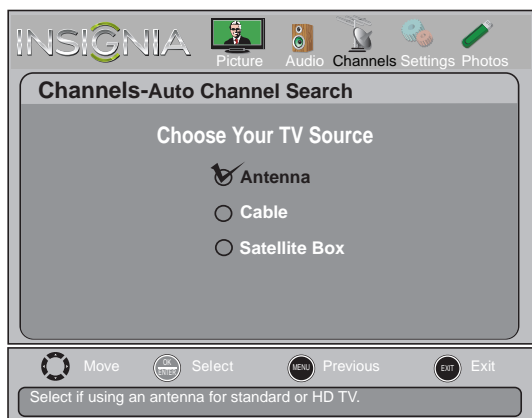 INSIGNIA
Picture Audio Channels Settings Photos
Channels-Auto Channel Search
Choose Your TV Source
Antenna
Cable
Satellite Box
Move OK ENTER Select MENU Previous EXIT Exit
Select if using an antenna for standard or HD TV.